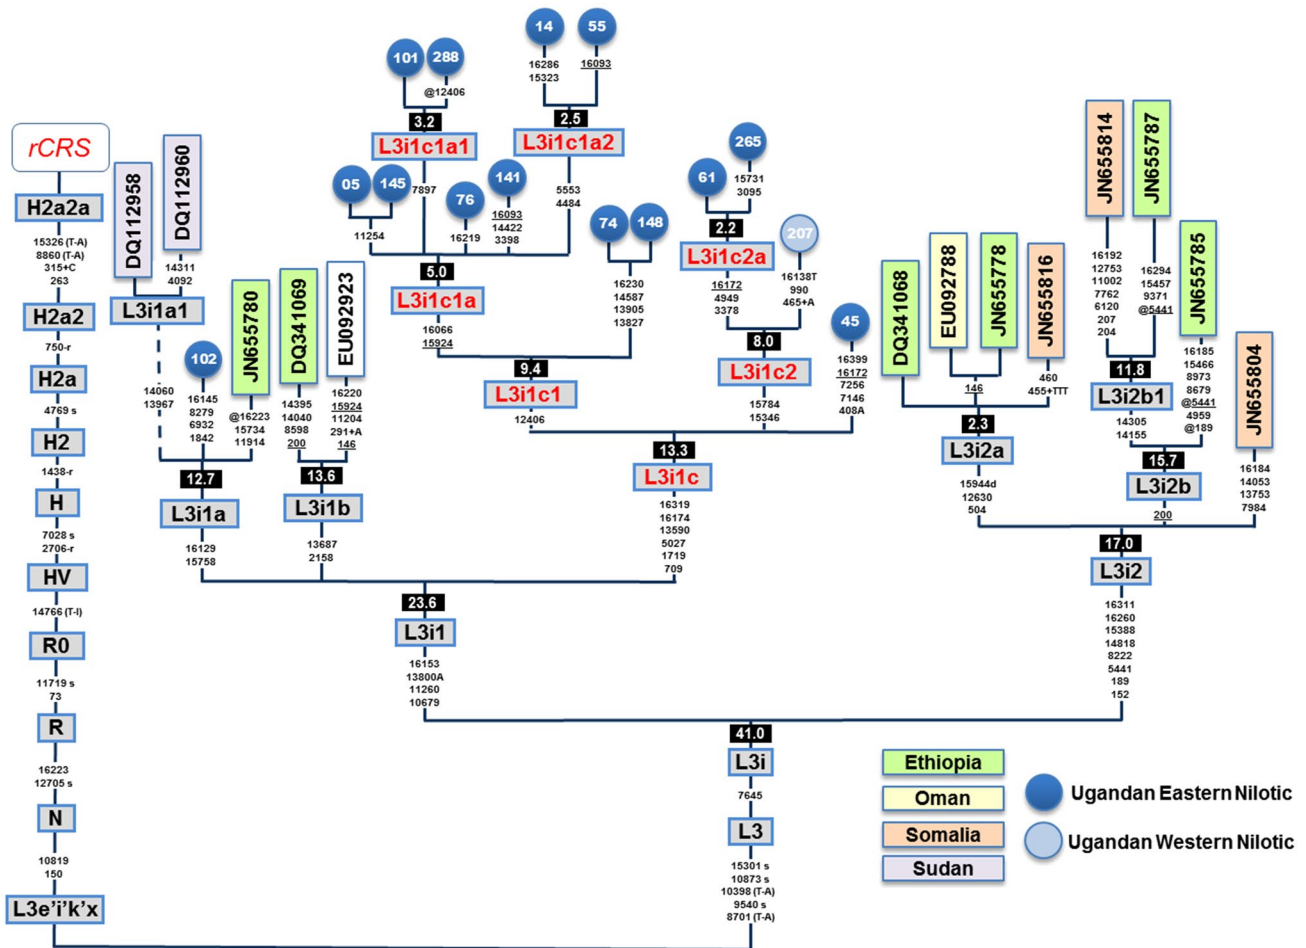 rCRS
H2a2a
15326 (T-A)
8860 (T-A)
315+C
263
H2a2
750-r
H2a
4769 s
H2
1438-r
H
7028 s
2706-r
HV
14766 (T-I)
R0
11719 s
73
R
16223
12705 s
N
10819
150
L3e'i'k'x
DQ112958
DQ112960
14311
4092
L3i1a1
14060
13967
102
16145
8279
6932
1842
JN655780
@16223
15734
11914
12.7
L3i1a
16129
15758
DQ341069
14395
14040
8598
200
EU092923
16220
15924
11204
291+A
146
13.6
L3i1b
13687
2158
101
288
@12406
3.2
L3i1c1a1
7897
14
55
16286
15323
16093
2.5
L3i1c1a2
5553
4484
05
145
11254
76
16219
141
16093
14422
3398
5.0
L3i1c1a
16066
15924
74
148
16230
14587
13905
13827
9.4
L3i1c1
12406
61
265
15731
3095
2.2
L3i1c2a
16172
4949
3378
207
16138T
990
465+A
8.0
L3i1c2
15784
15346
45
16399
16172
7256
7146
408A
13.3
L3i1c
16319
16174
13590
5027
1719
709
23.6
L3i1
16153
13800A
11260
10679
DQ341068
EU092788
JN655778
146
JN655816
460
455+TTT
2.3
L3i2a
15944d
12630
504
JN655814
16192
12753
11002
7762
6120
207
204
JN655787
16294
15457
9371
@5441
11.8
L3i2b1
14305
14155
JN655785
16185
15466
8973
8679
@5441
4959
@189
15.7
L3i2b
200
JN655804
16184
14053
13753
7984
17.0
L3i2
16311
16260
15388
14818
8222
5441
189
152
41.0
L3i
7645
L3
15301 s
10873 s
10398 (T-A)
9540 s
8701 (T-A)
Ethiopia
Oman
Somalia
Sudan
Ugandan Eastern Nilotic
Ugandan Western Nilotic